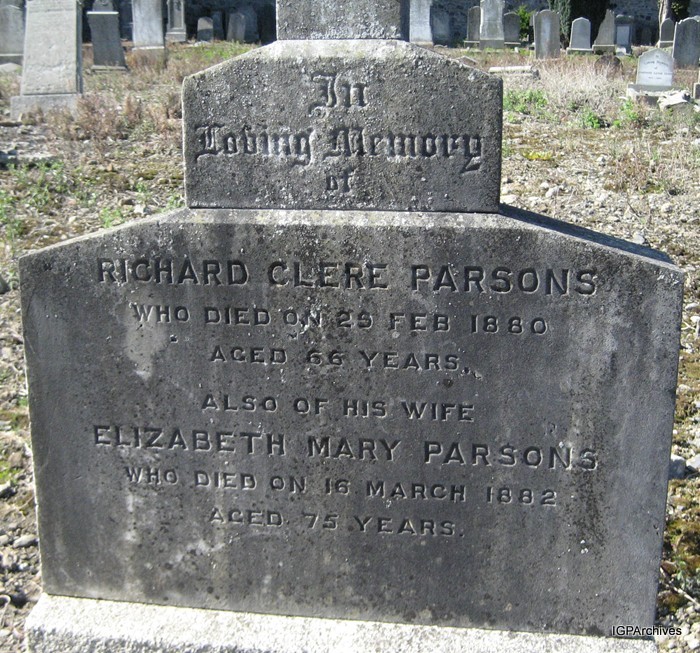 In
Loving Memory
of
RICHARD CLERE PARSONS
WHO DIED ON 25 FEB 1880
AGED 66 YEARS.
ALSO OF HIS WIFE
ELIZABETH MARY PARSONS
WHO DIED ON 16 MARCH 1882
AGED 75 YEARS.
IGPArchives